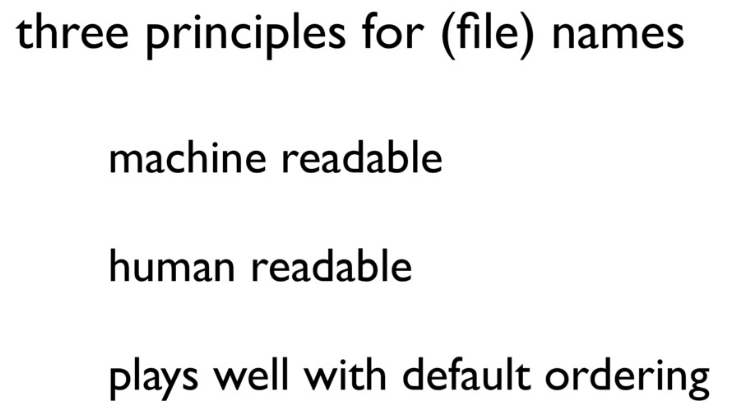 three principles for (file) names
machine readable
human readable
plays well with default ordering